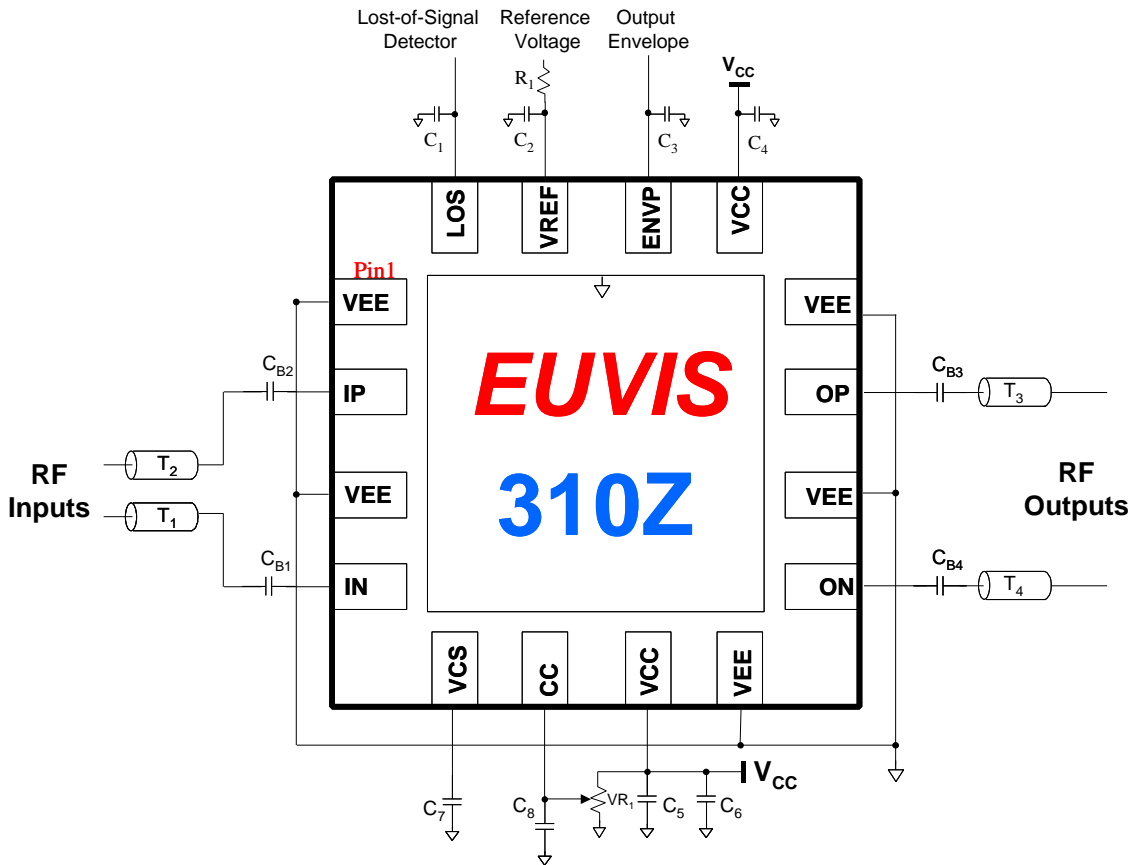 Lost-of-Signal
Detector
Reference
Voltage
Output
Envelope
R1
VCC
C1
C2
C3
C4
LOS
VREF
ENVP
VCC
Pin1
VEE
VEE
CB2
IP
EUVIS
OP
CB3
T3
RF
Inputs
T2
T1
VEE
310Z
VEE
RF
Outputs
CB1
IN
ON
CB4
T4
VCS
CC
VCC
VEE
C7
C8
VR1
C5
C6
VCC